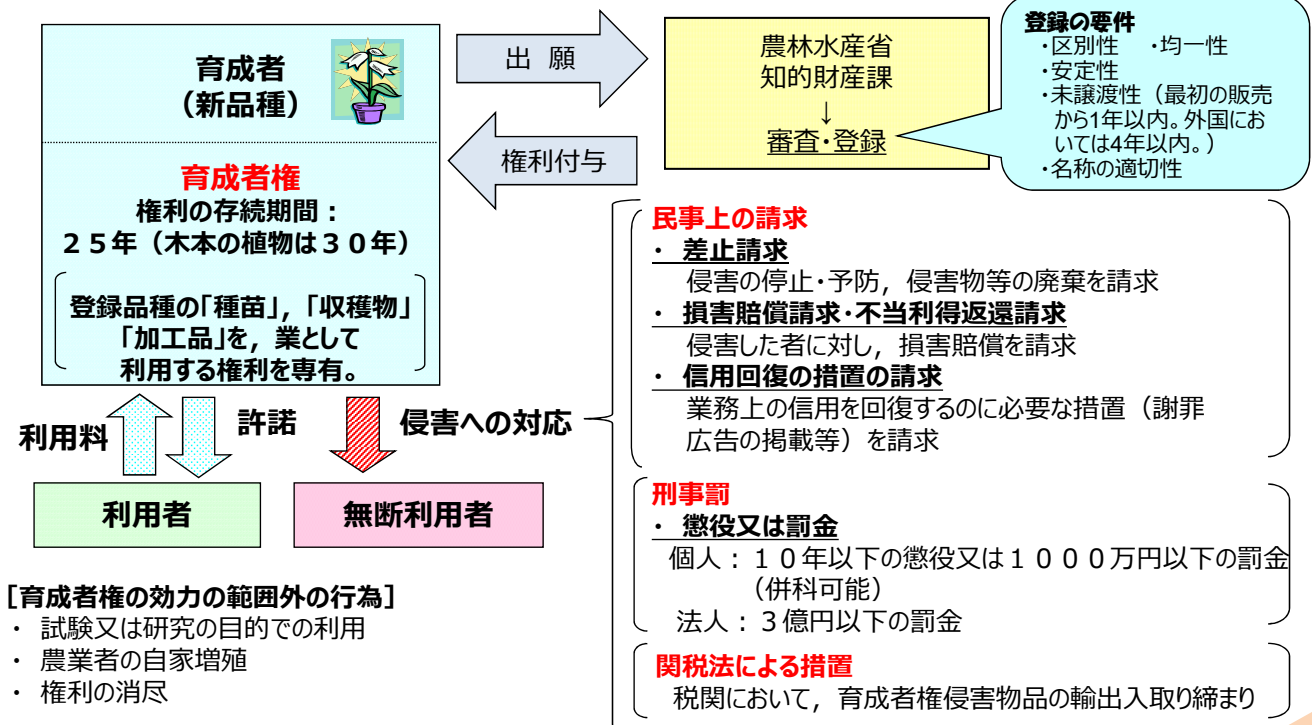 育成者
（新品種）
出 願
農林水産省
知的財産課
↓
審査・登録
登録の要件
・区別性 ・均一性
・安定性
・未譲渡性（最初の販売
から1年以内。外国にお
いては4年以内。）
・名称の適切性
権利付与
育成者権
権利の存続期間：
２５年（木本の植物は３０年）
登録品種の「種苗」，「収穫物」
「加工品」を，業として
利用する権利を専有。
利用料
許諾
侵害への対応
利用者
無断利用者
［育成者権の効力の範囲外の行為］
・ 試験又は研究の目的での利用
・ 農業者の自家増殖
・ 権利の消尽
民事上の請求
・ 差止請求
侵害の停止・予防，侵害物等の廃棄を請求
・ 損害賠償請求・不当利得返還請求
侵害した者に対し，損害賠償を請求
・ 信用回復の措置の請求
業務上の信用を回復するのに必要な措置（謝罪
広告の掲載等）を請求
刑事罰
・ 懲役又は罰金
個人：１０年以下の懲役又は１０００万円以下の罰金
（併科可能）
法人：３億円以下の罰金
関税法による措置
税関において，育成者権侵害物品の輸出入取り締まり